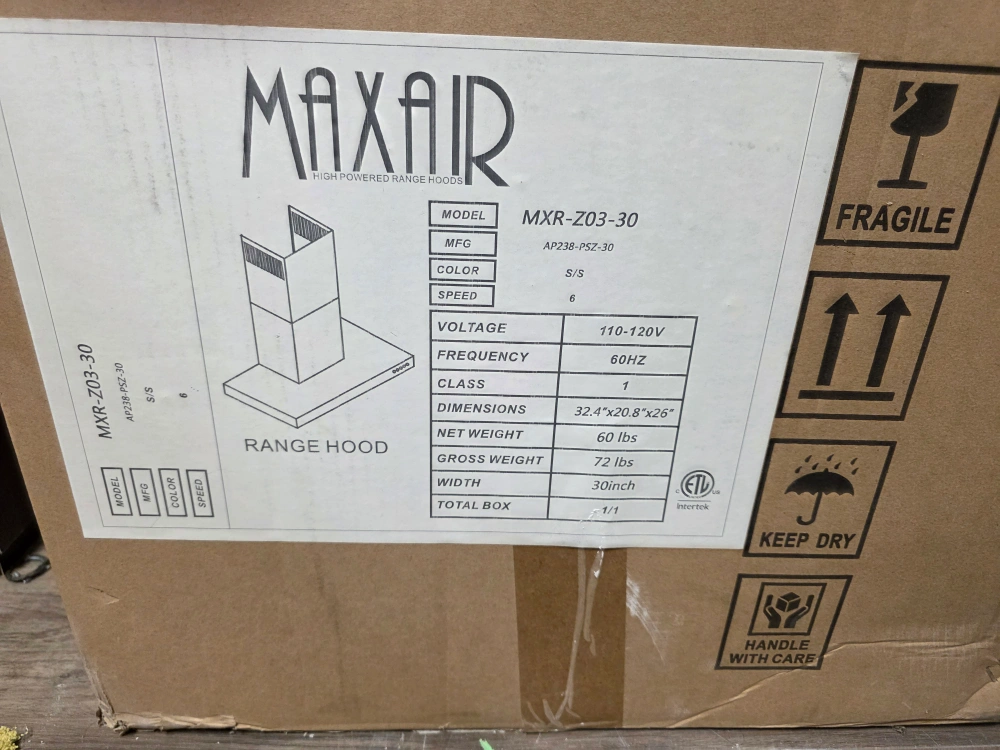 MAXAIR
HIGH POWERED RANGE HOODS
MODEL MXR-Z03-30
MFG AP238-PSZ-30
COLOR S/S
SPEED 6
VOLTAGE 110-120V
FREQUENCY 60HZ
CLASS 1
DIMENSIONS 32.4"x20.8"x26"
NET WEIGHT 60 lbs
GROSS WEIGHT 72 lbs
WIDTH 30inch
TOTAL BOX 1/1
RANGE HOOD
C ETL US
Intertek
MODEL MXR-Z03-30
MFG AP238-PSZ-30
COLOR S/S
SPEED 6
FRAGILE
KEEP DRY
HANDLE
WITH CARE